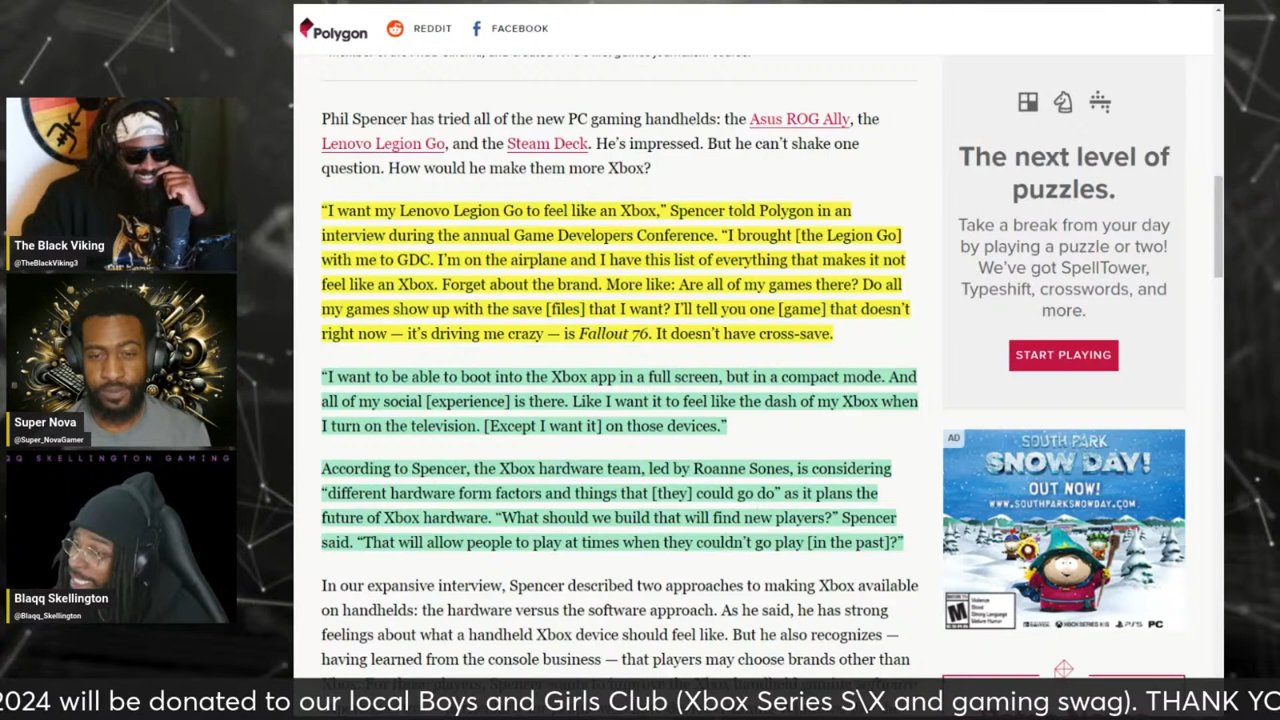 Polygon
REDDIT
FACEBOOK
Phil Spencer has tried all of the new PC gaming handhelds: the Asus ROG Ally, the
Lenovo Legion Go, and the Steam Deck. He’s impressed. But he can’t shake one
question. How would he make them more Xbox?
“I want my Lenovo Legion Go to feel like an Xbox,” Spencer told Polygon in an
interview during the annual Game Developers Conference. “I brought [the Legion Go]
with me to GDC. I’m on the airplane and I have this list of everything that makes it not
feel like an Xbox. Forget about the brand. More like: Are all of my games there? Do all
my games show up with the save [files] that I want? I’ll tell you one [game] that doesn’t
right now — it’s driving me crazy — is Fallout 76. It doesn’t have cross-save.
“I want to be able to boot into the Xbox app in a full screen, but in a compact mode. And
all of my social [experience] is there. Like I want it to feel like the dash of my Xbox when
I turn on the television. [Except I want it] on those devices.”
According to Spencer, the Xbox hardware team, led by Roanne Sones, is considering
“different hardware form factors and things that [they] could go do” as it plans the
future of Xbox hardware. “What should we build that will find new players?” Spencer
said. “That will allow people to play at times when they couldn’t go play [in the past]?”
In our expansive interview, Spencer described two approaches to making Xbox available
on handhelds: the hardware versus the software approach. As he said, he has strong
feelings about what a handheld Xbox device should feel like. But he also recognizes —
having learned from the console business — that players may choose brands other than
The next level of
puzzles.
Take a break from your day
by playing a puzzle or two!
We’ve got SpellTower,
Typeshift, crosswords, and
more.
START PLAYING
AD
SOUTH PARK
SNOW DAY!
OUT NOW!
WWW.SOUTHPARKSNOWDAY.COM
M
XBOX SERIES X|S
PS5
PC
The Black Viking
@TheBlackViking3
Super Nova
@Super_NovaGamer
QQ SKELLINGTON GAMING
Blaqq Skellington
@Blaqq_Skellington
2024 will be donated to our local Boys and Girls Club (Xbox Series S\X and gaming swag). THANK YO